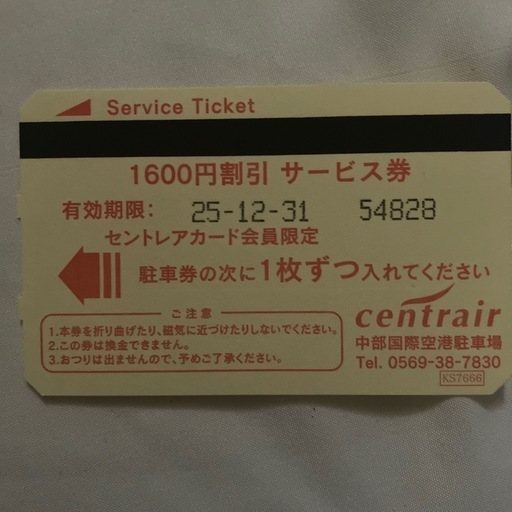 Service Ticket
1600円割引 サービス券
有効期限: 25-12-31 54828
セントレアカード会員限定
駐車券の次に1枚ずつ入れてください
ご注意
1.本券を折り曲げたり、磁気に近づけたりしないでください。
2.この券は換金できません。
3.おつりは出ませんので、予めご了承ください。
centrair
中部国際空港駐車場
Tel. 0569-38-7830
KS7666